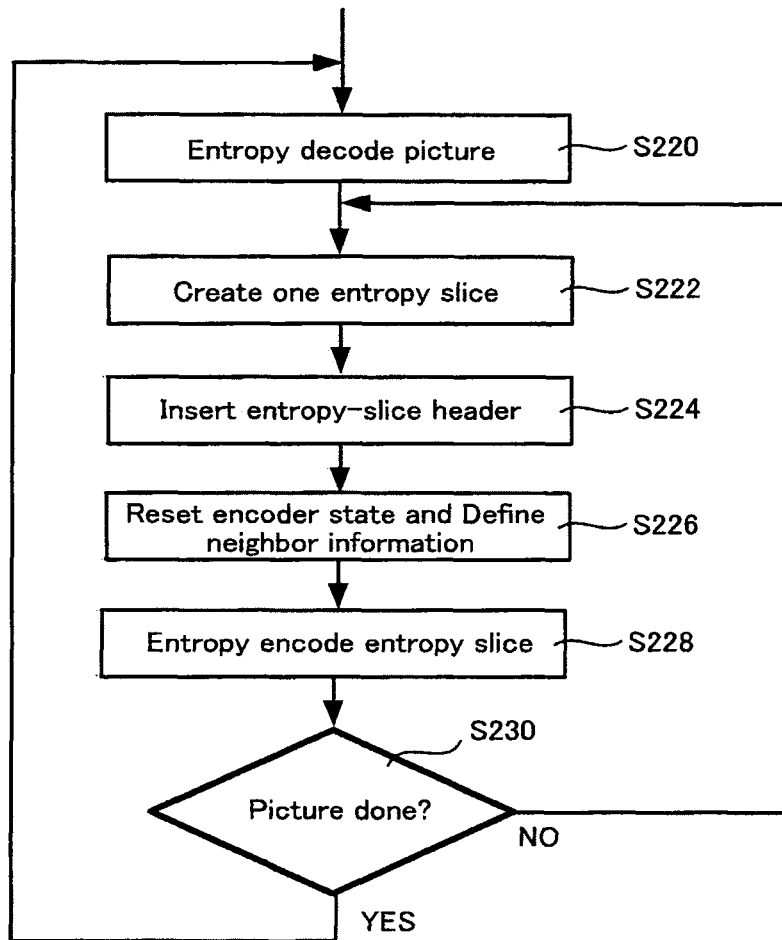 Entropy decode picture
S220
Create one entropy slice
S222
Insert entropy-slice header
S224
Reset encoder state and Define
neighbor information
S226
Entropy encode entropy slice
S228
S230
Picture done?
NO
YES